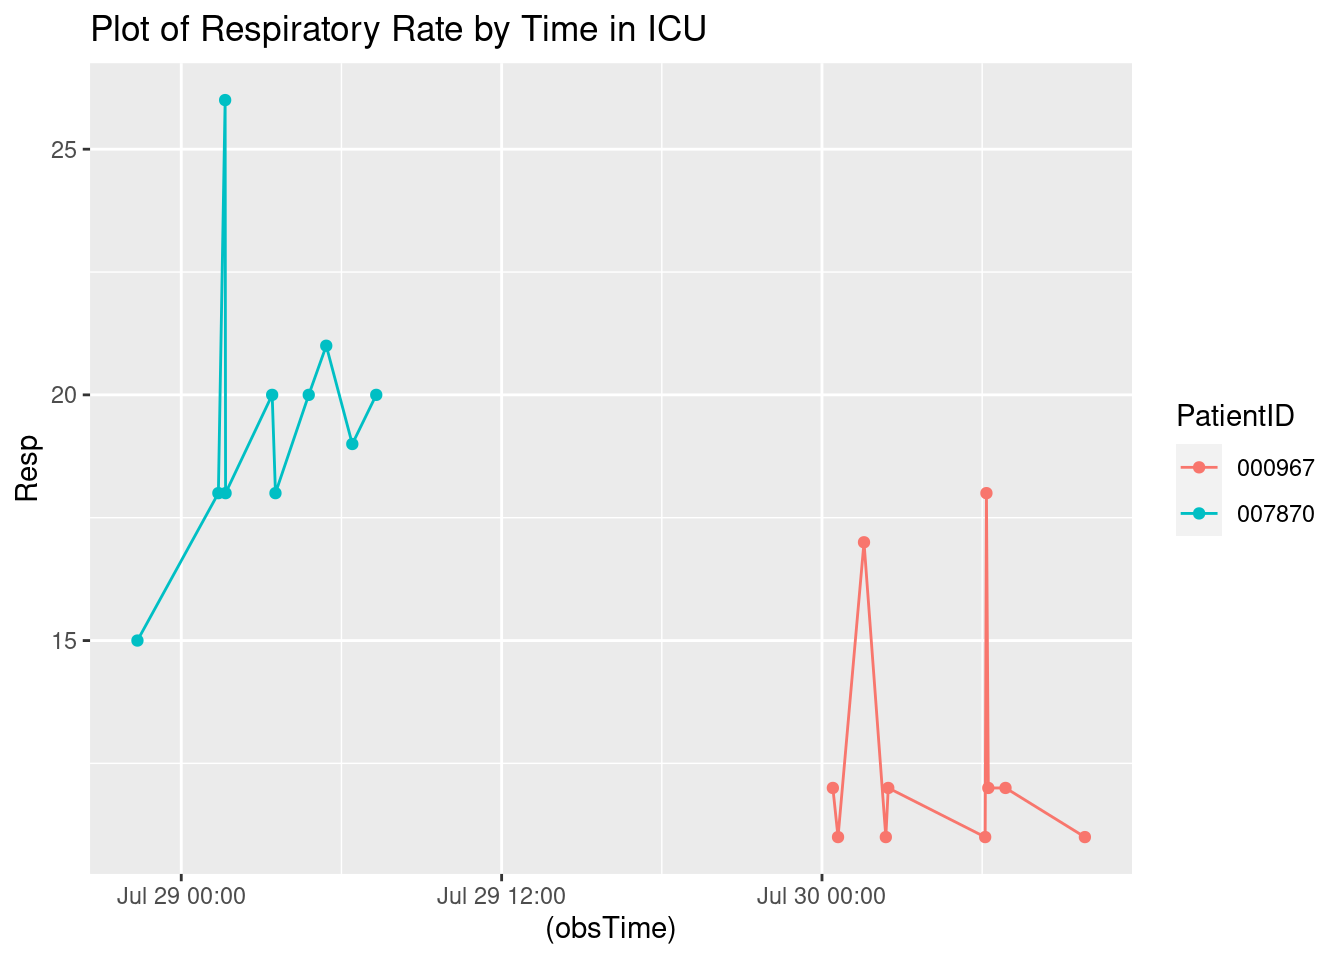 Plot of Respiratory Rate by Time in ICU
25
20
15
Resp
Jul 29 00:00
Jul 29 12:00
Jul 30 00:00
(obsTime)
PatientID
000967
007870